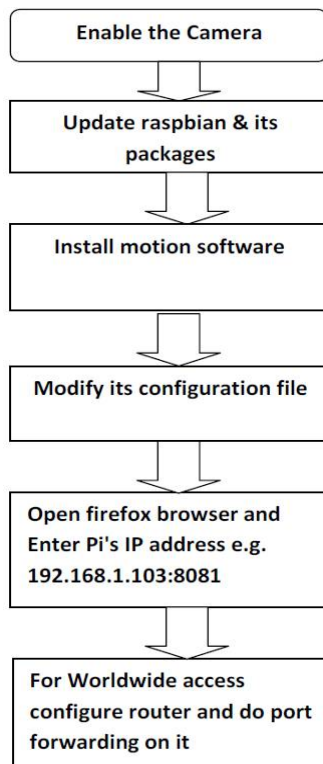 Enable the Camera
Update raspbian & its
packages
Install motion software
Modify its configuration file
Open firefox browser and
Enter Pi's IP address e.g.
192.168.1.103:8081
For Worldwide access
configure router and do port
forwarding on it